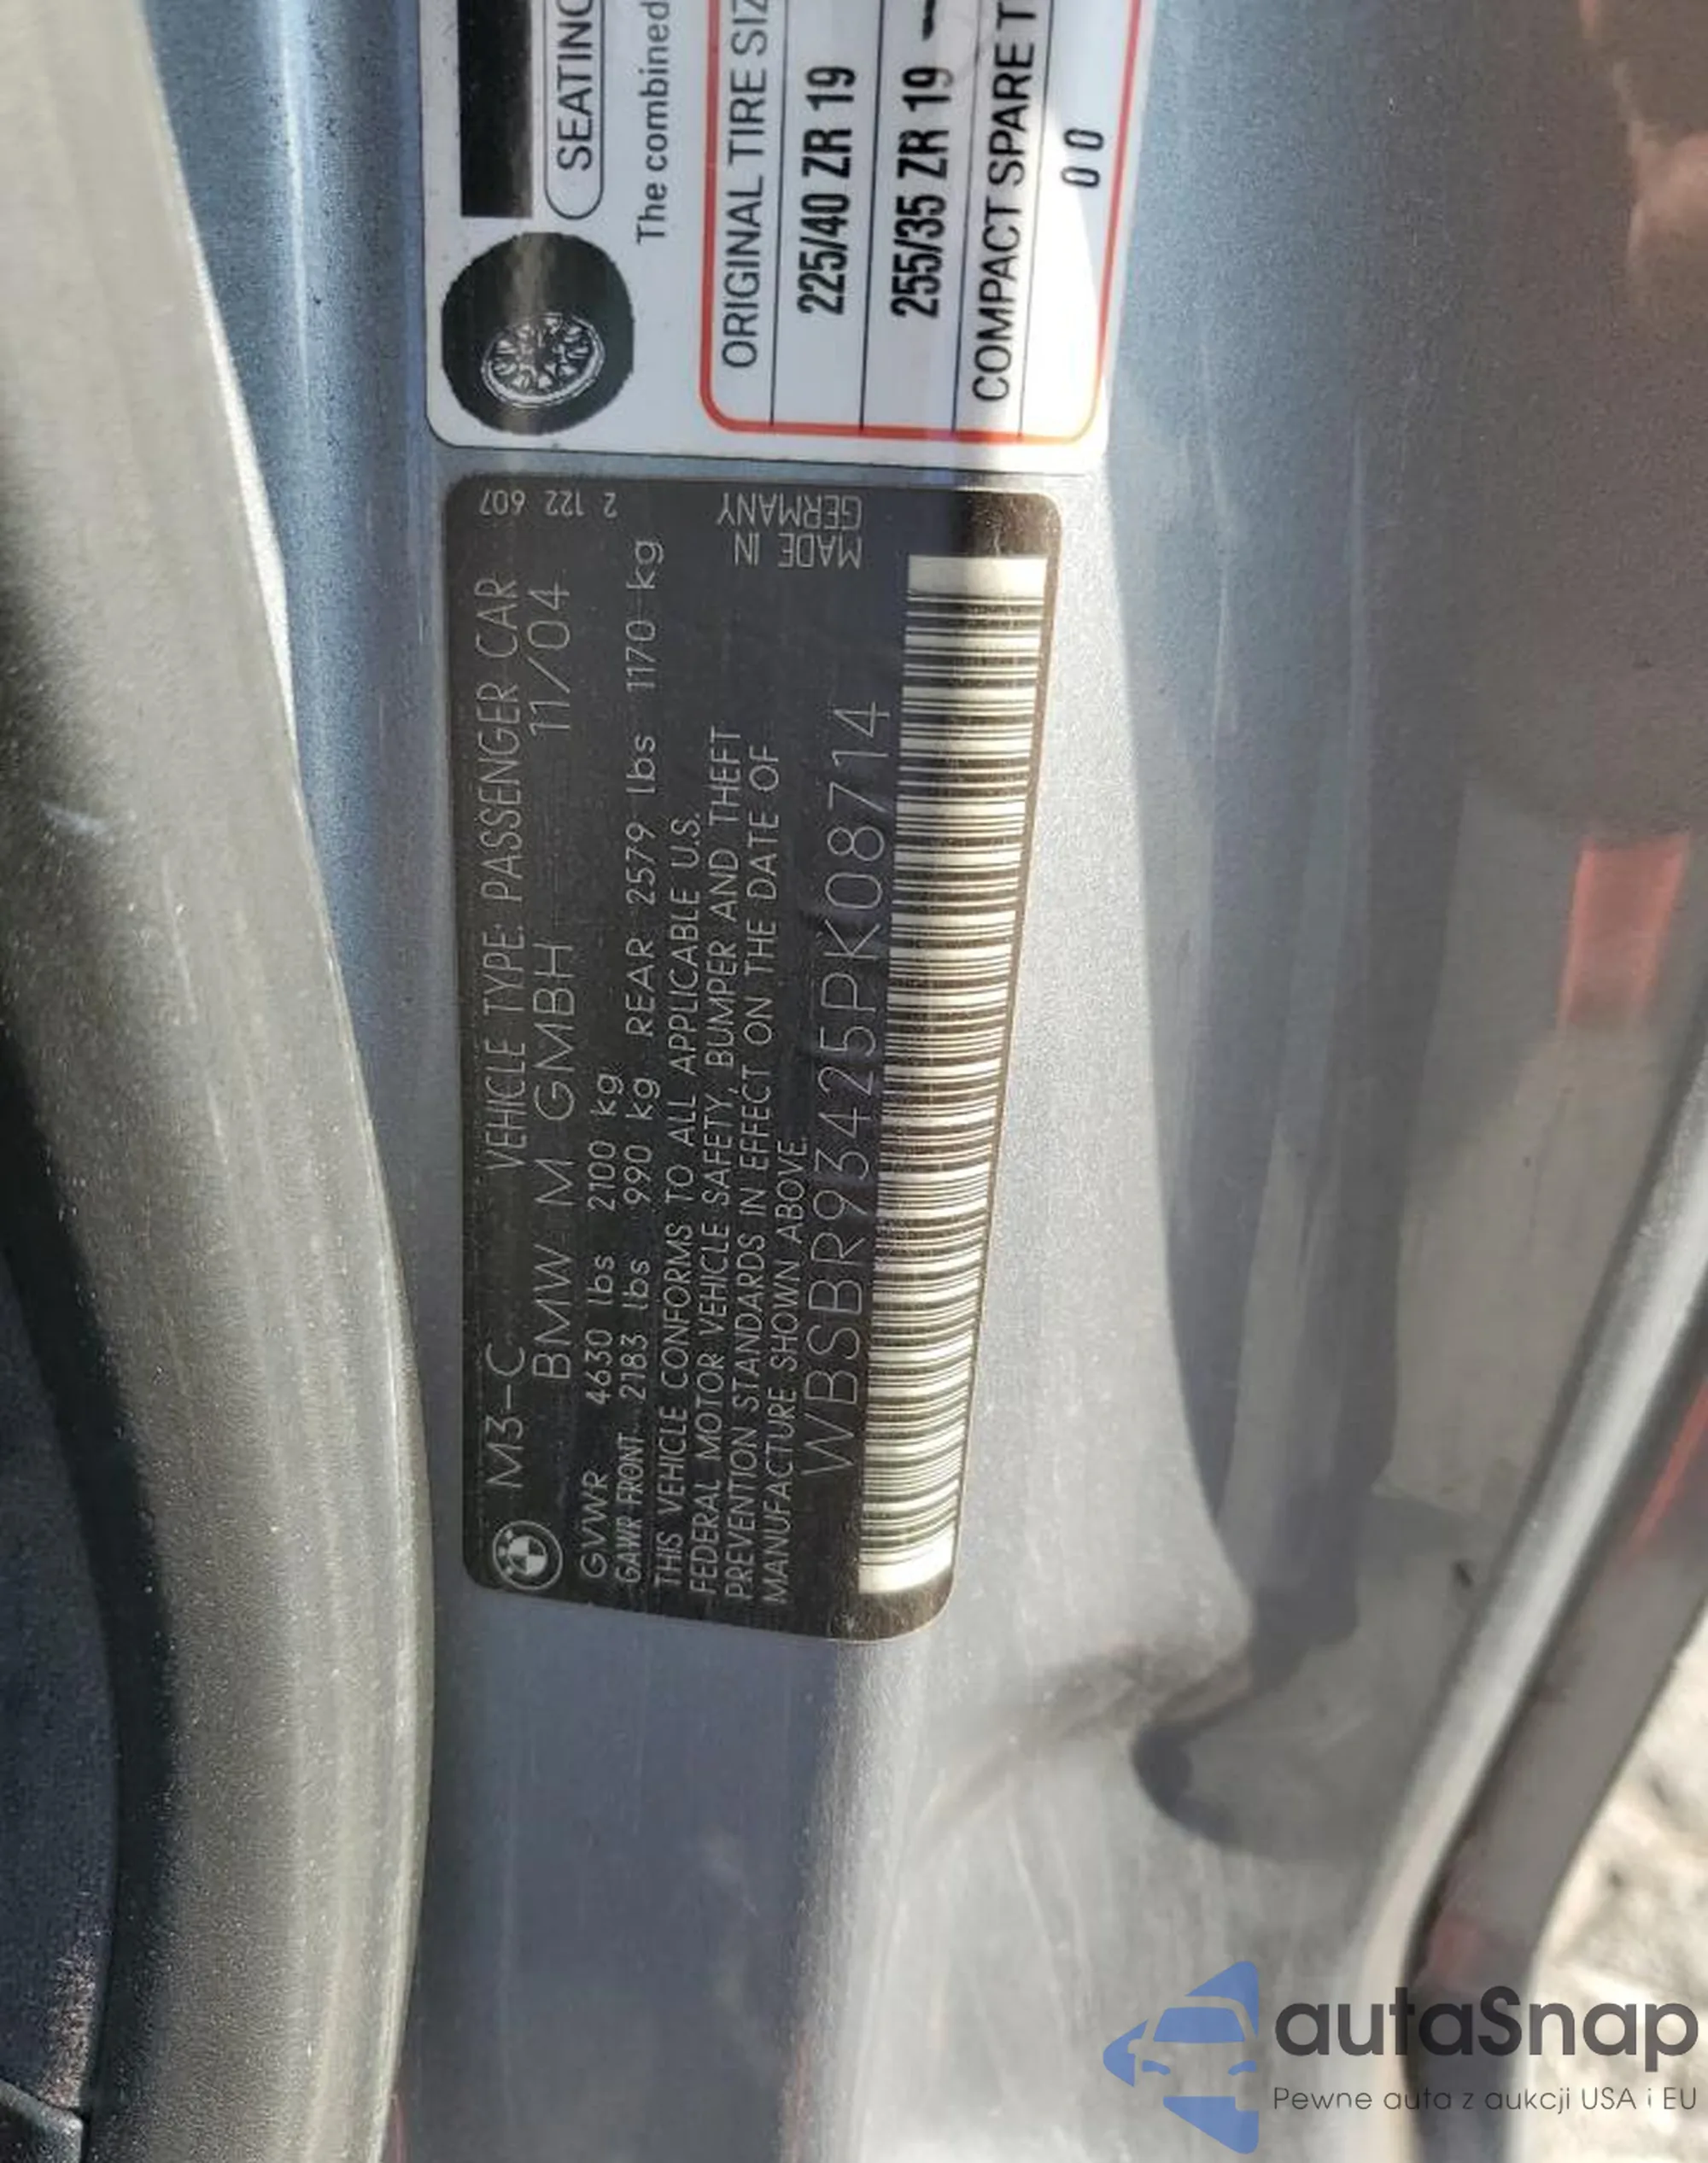 SEATING
The combined
ORIGINAL TIRE SIZ
225/40 ZR 19
255/35 ZR 19
COMPACT SPARE T
0 0
M3-C VEHICLE TYPE: PASSENGER CAR
BMW M GMBH 11/04
GVWR 4630 lbs 2100 kg
GAWR FRONT 2183 lbs 990 kg REAR 2579 lbs 1170 kg
THIS VEHICLE CONFORMS TO ALL APPLICABLE U.S.
FEDERAL MOTOR VEHICLE SAFETY, BUMPER AND THEFT
PREVENTION STANDARDS IN EFFECT ON THE DATE OF
MANUFACTURE SHOWN ABOVE.
WBSBR93425PK08714
2 122 607
MADE IN
GERMANY
autaSnap
Pewne auta z aukcji USA i EU